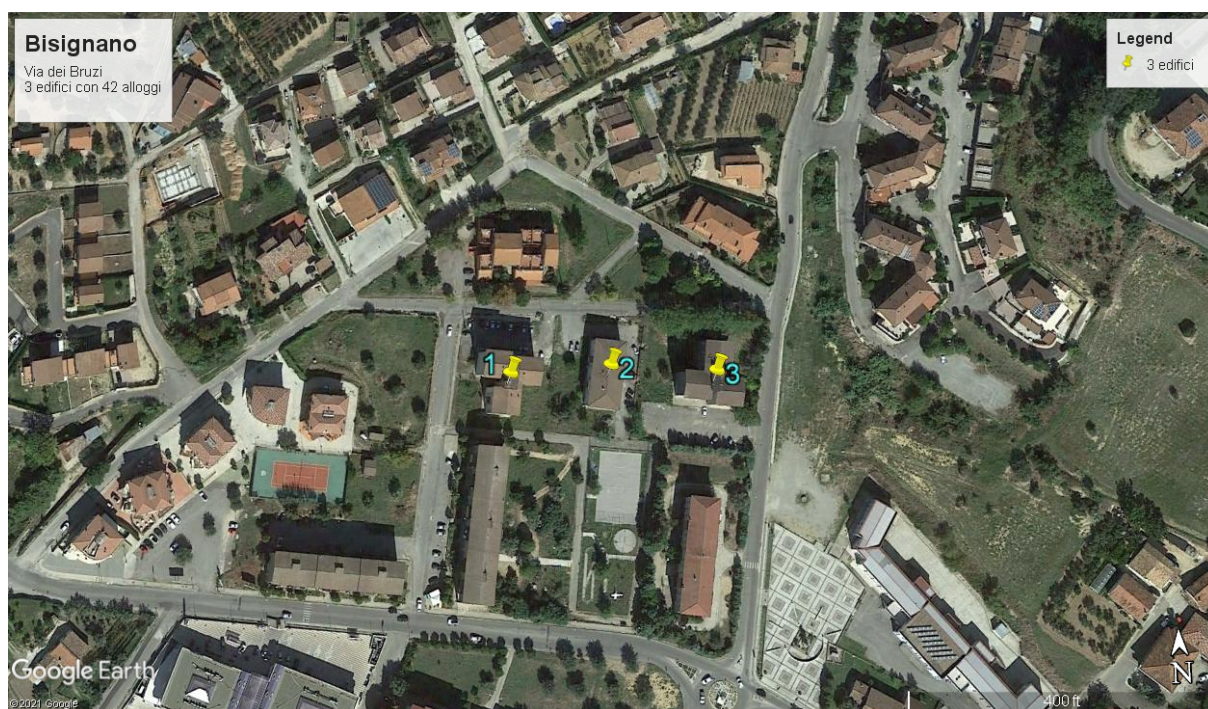 Bisignano
Via dei Bruzi
3 edifici con 42 alloggi
Legend
3 edifici
1
2
3
Google Earth
©2021 Google
400 ft
N